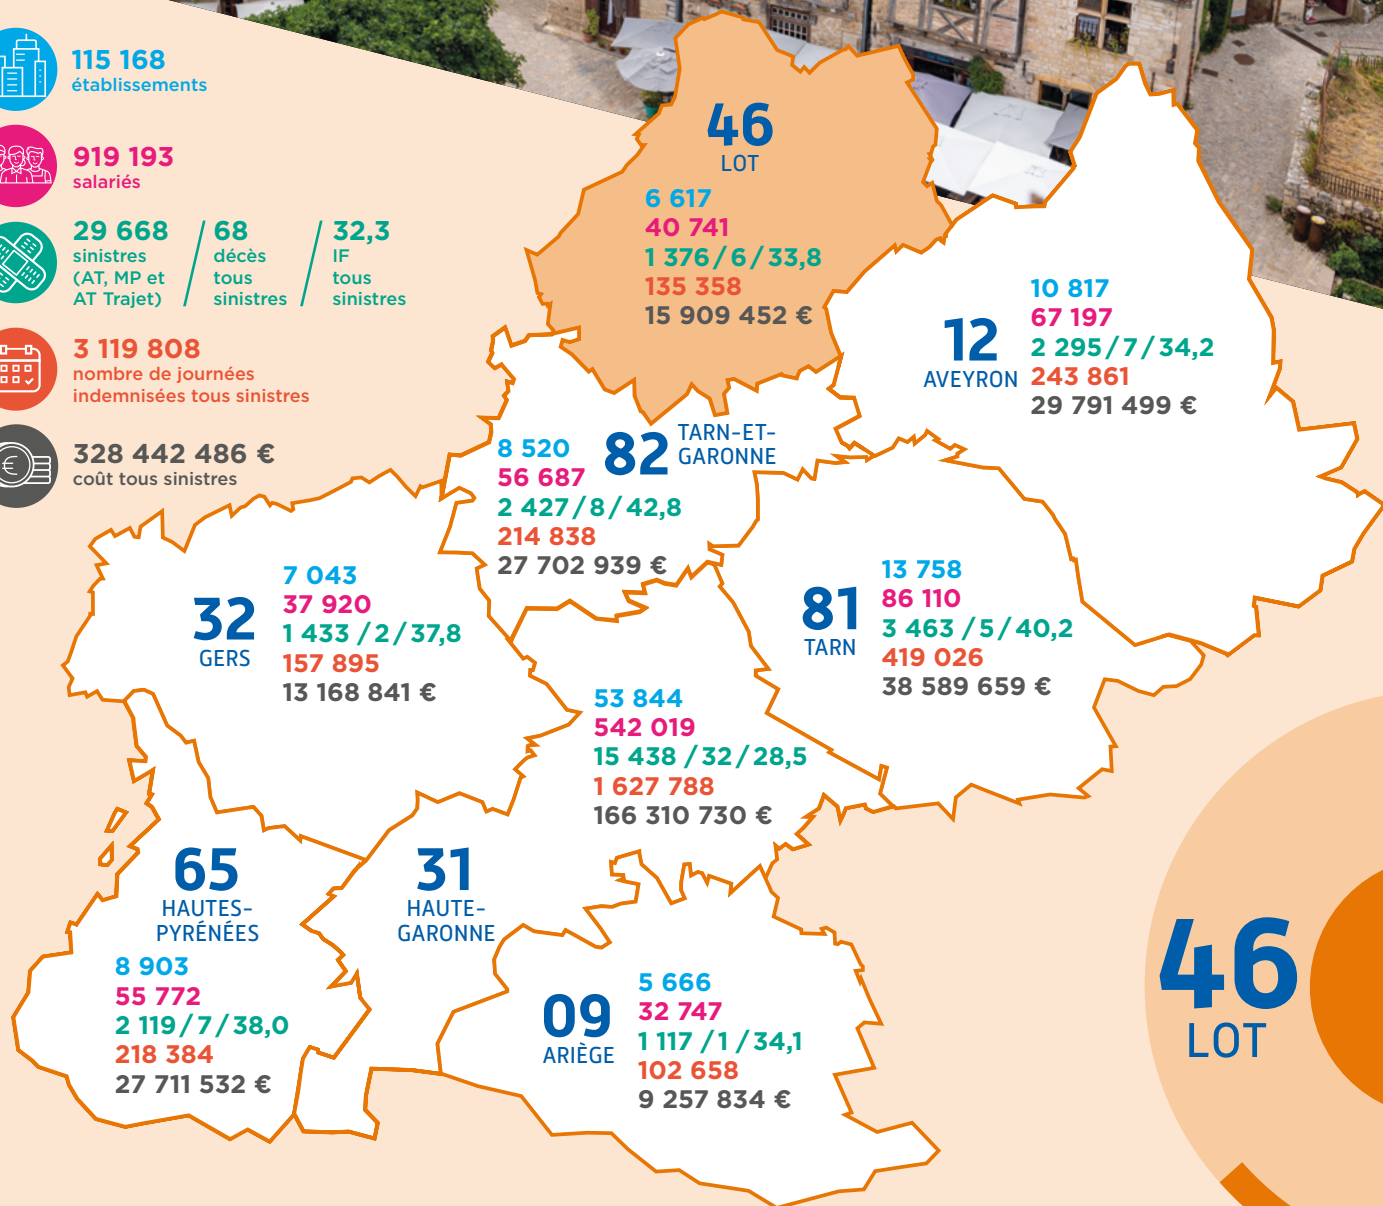 115 168
établissements
919 193
salariés
29 668
sinistres
(AT, MP et
AT Trajet)
68
décès
tous
sinistres
32,3
IF
tous
sinistres
3 119 808
nombre de journées
indemnisées tous sinistres
328 442 486 €
coût tous sinistres
46
LOT
6 617
40 741
1 376 / 6 / 33,8
135 358
15 909 452 €
12
AVEYRON
10 817
67 197
2 295 / 7 / 34,2
243 861
29 791 499 €
82
TARN-ET-
GARONNE
8 520
56 687
2 427 / 8 / 42,8
214 838
27 702 939 €
32
GERS
7 043
37 920
1 433 / 2 / 37,8
157 895
13 168 841 €
81
TARN
13 758
86 110
3 463 / 5 / 40,2
419 026
38 589 659 €
53 844
542 019
15 438 / 32 / 28,5
1 627 788
166 310 730 €
31
HAUTE-
GARONNE
65
HAUTES-
PYRÉNÉES
8 903
55 772
2 119 / 7 / 38,0
218 384
27 711 532 €
09
ARIÈGE
5 666
32 747
1 117 / 1 / 34,1
102 658
9 257 834 €
46
LOT